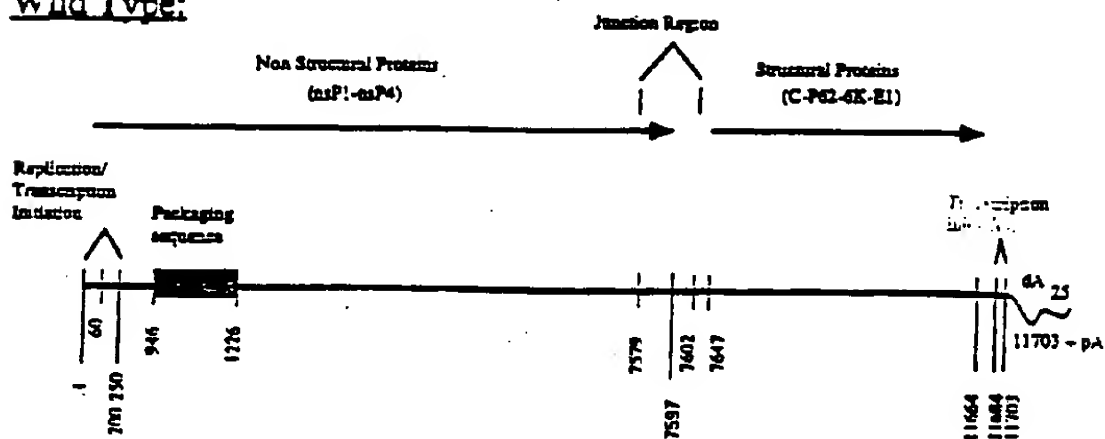 Wild Type:
Junction Region
Non Structural Proteins
(nsP1-nsP4)
Structural Proteins
(C-P62-6K-E1)
Replication/
Transcription
Initiation
Packaging
sequence
dA 25
11703 + pA
1
60
200 250
946
1226
7579
7597
7602
7647
11664
11684
11703